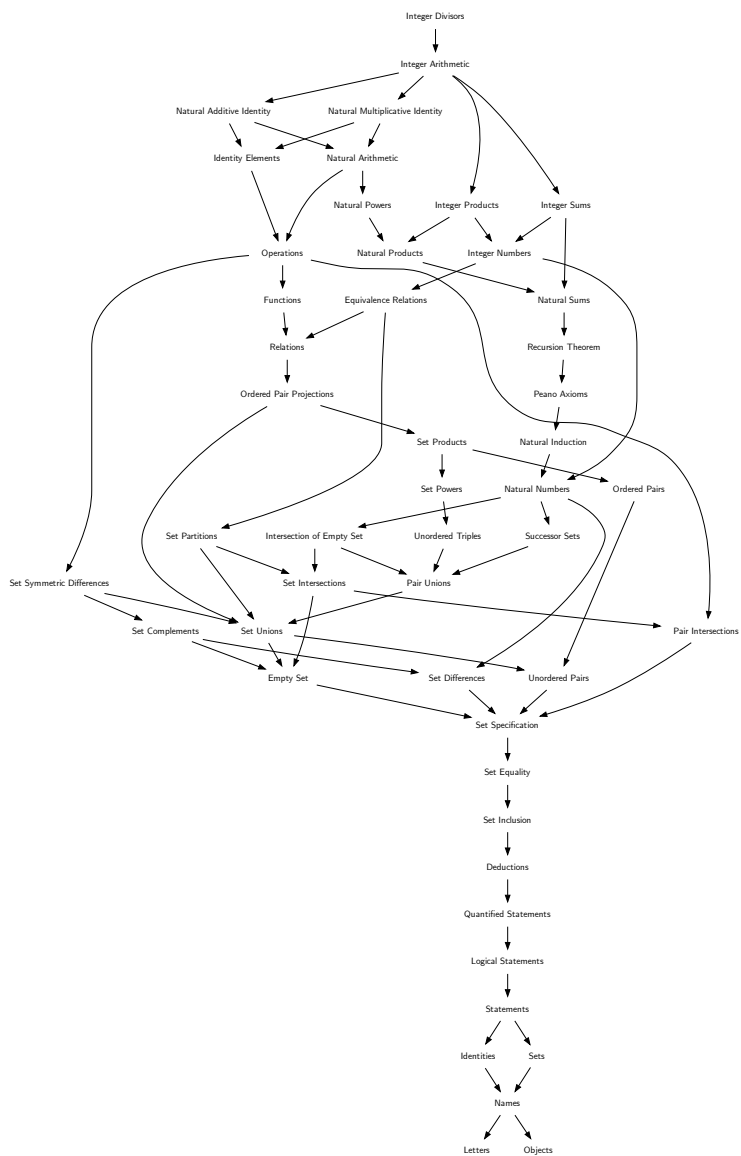 Integer Divisors
Integer Arithmetic
Natural Additive Identity
Natural Multiplicative Identity
Identity Elements
Natural Arithmetic
Natural Powers
Integer Products
Integer Sums
Operations
Natural Products
Integer Numbers
Functions
Equivalence Relations
Natural Sums
Relations
Recursion Theorem
Ordered Pair Projections
Peano Axioms
Set Products
Natural Induction
Set Powers
Natural Numbers
Ordered Pairs
Set Partitions
Intersection of Empty Set
Unordered Triples
Successor Sets
Set Symmetric Differences
Set Intersections
Pair Unions
Set Complements
Set Unions
Pair Intersections
Empty Set
Set Differences
Unordered Pairs
Set Specification
Set Equality
Set Inclusion
Deductions
Quantified Statements
Logical Statements
Statements
Identities
Sets
Names
Letters
Objects